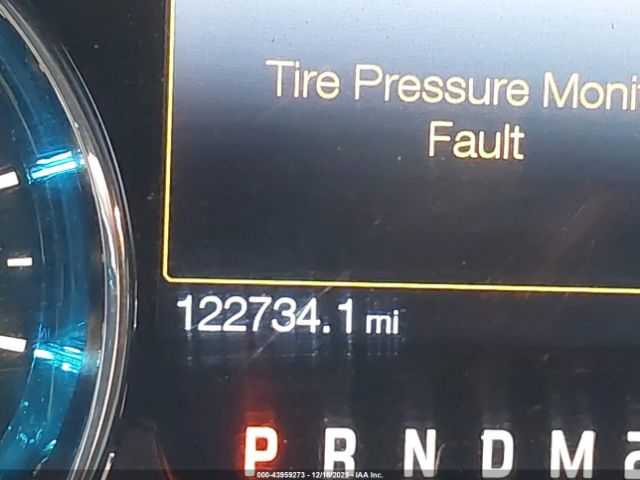 Tire Pressure Monit
Fault
122734.1 mi
P R N D M
000-43959273 - 12/18/2025 - IAA Inc.